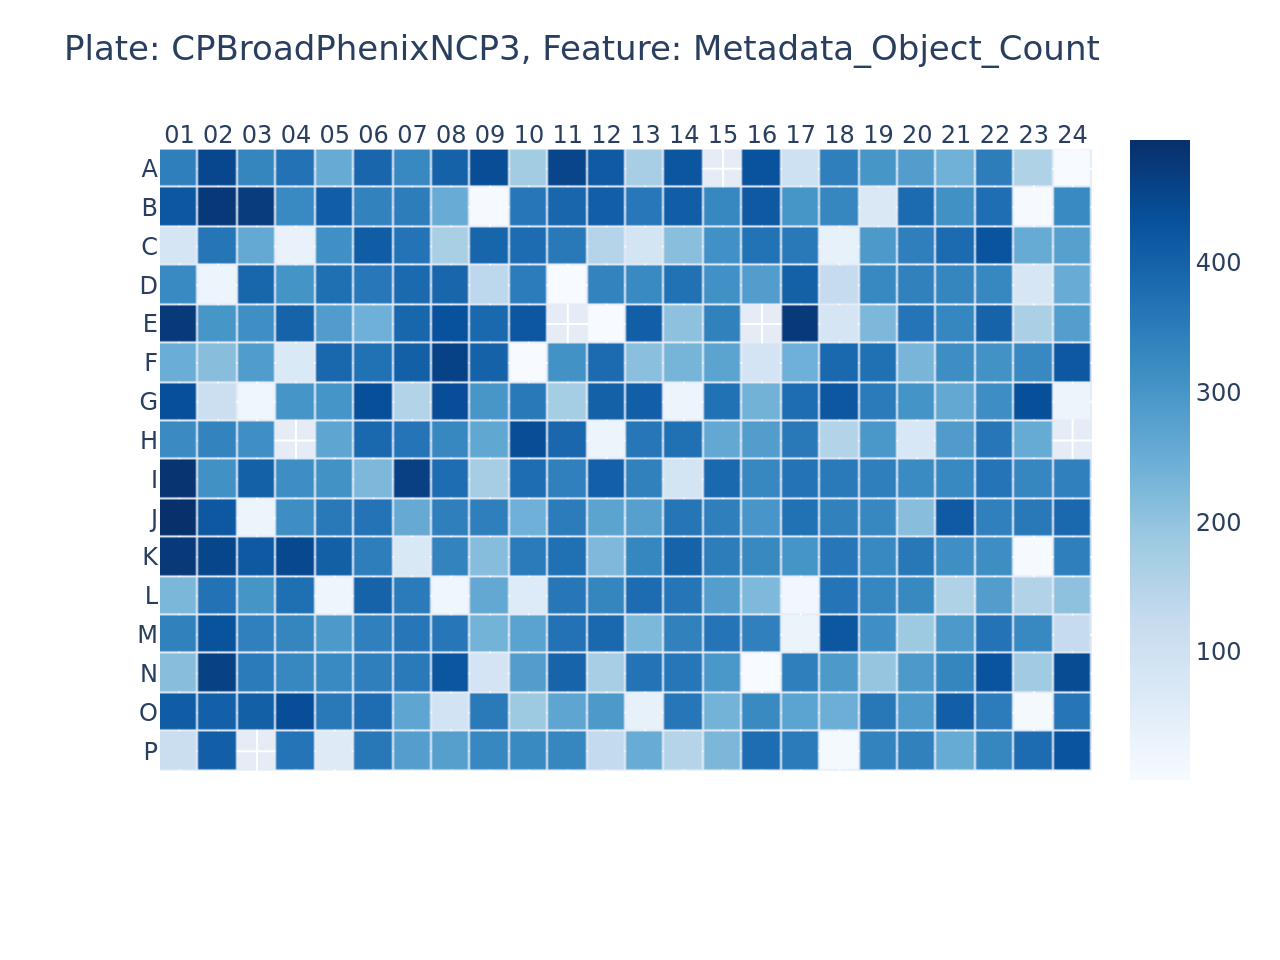 Plate: CPBroadPhenixNCP3, Feature: Metadata_Object_Count
01 02 03 04 05 06 07 08 09 10 11 12 13 14 15 16 17 18 19 20 21 22 23 24
A
B
C
D
E
F
G
H
I
J
K
L
M
N
O
P
400
300
200
100